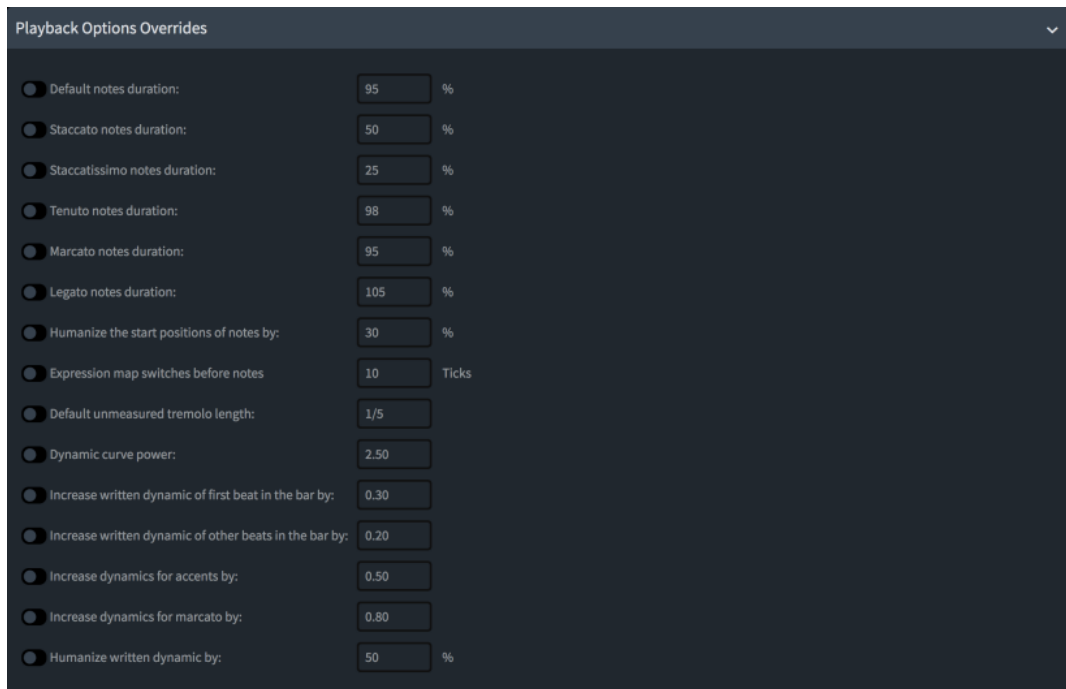 Playback Options Overrides
Default notes duration: 95 %
Staccato notes duration: 50 %
Staccatissimo notes duration: 25 %
Tenuto notes duration: 98 %
Marcato notes duration: 95 %
Legato notes duration: 105 %
Humanize the start positions of notes by: 30 %
Expression map switches before notes 10 Ticks
Default unmeasured tremolo length: 1/5
Dynamic curve power: 2.50
Increase written dynamic of first beat in the bar by: 0.30
Increase written dynamic of other beats in the bar by: 0.20
Increase dynamics for accents by: 0.50
Increase dynamics for marcato by: 0.80
Humanize written dynamic by: 50 %